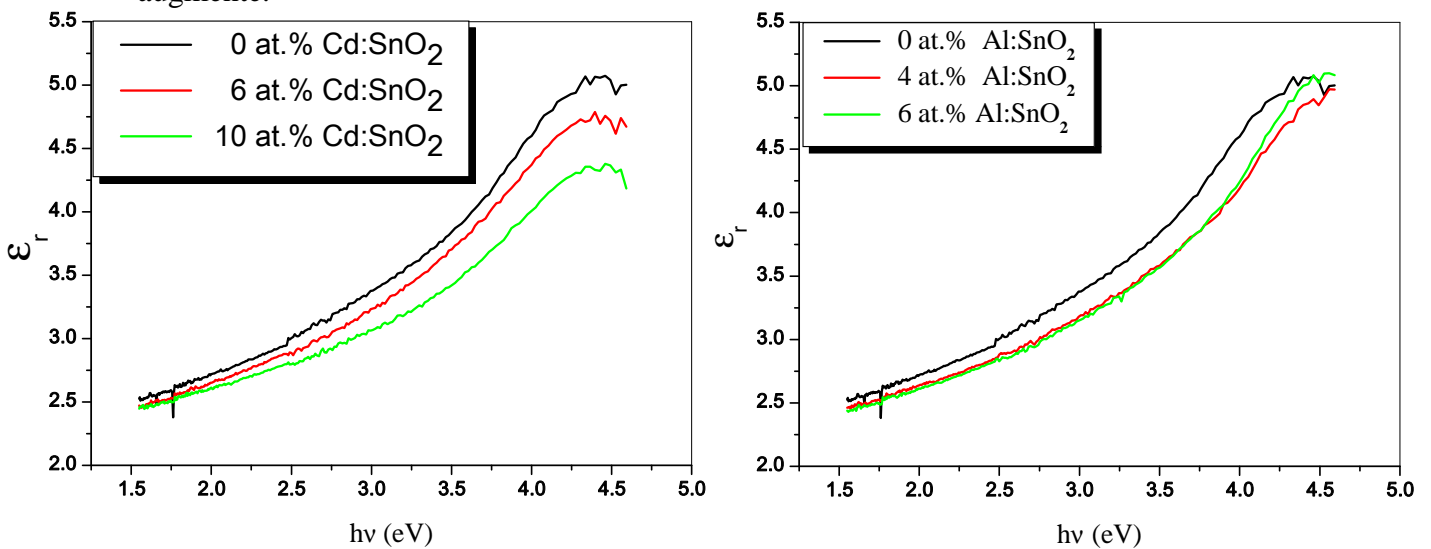 augmente.
5.5
5.0
4.5
4.0
3.5
3.0
2.5
2.0
εr
0 at.% Cd:SnO2
6 at.% Cd:SnO2
10 at.% Cd:SnO2
1.5 2.0 2.5 3.0 3.5 4.0 4.5 5.0
hν (eV)
5.5
5.0
4.5
4.0
3.5
3.0
2.5
2.0
εr
0 at.% Al:SnO2
4 at.% Al:SnO2
6 at.% Al:SnO2
1.5 2.0 2.5 3.0 3.5 4.0 4.5 5.0
hν (eV)